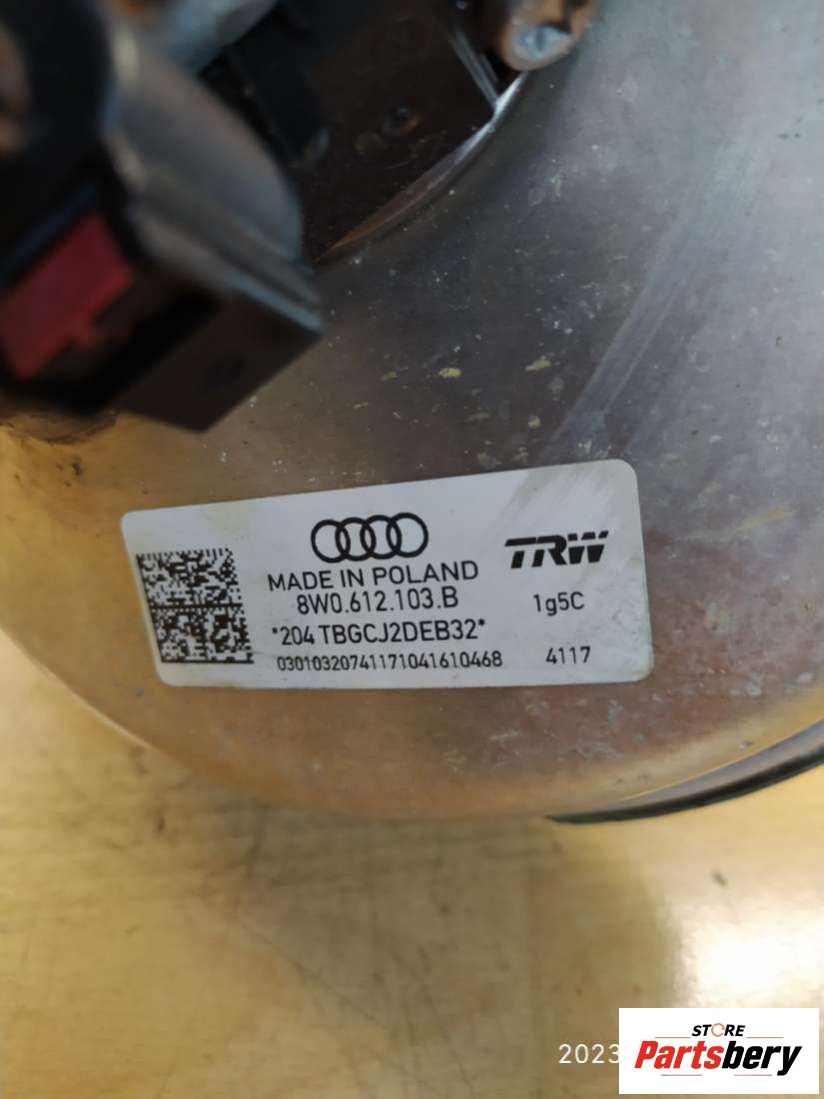 MADE IN POLAND
8W0.612.103.B
*204 TBGCJ2DEB32*
03010320741171041610468
TRW
1g5C
4117
2023
STORE
Partsbery